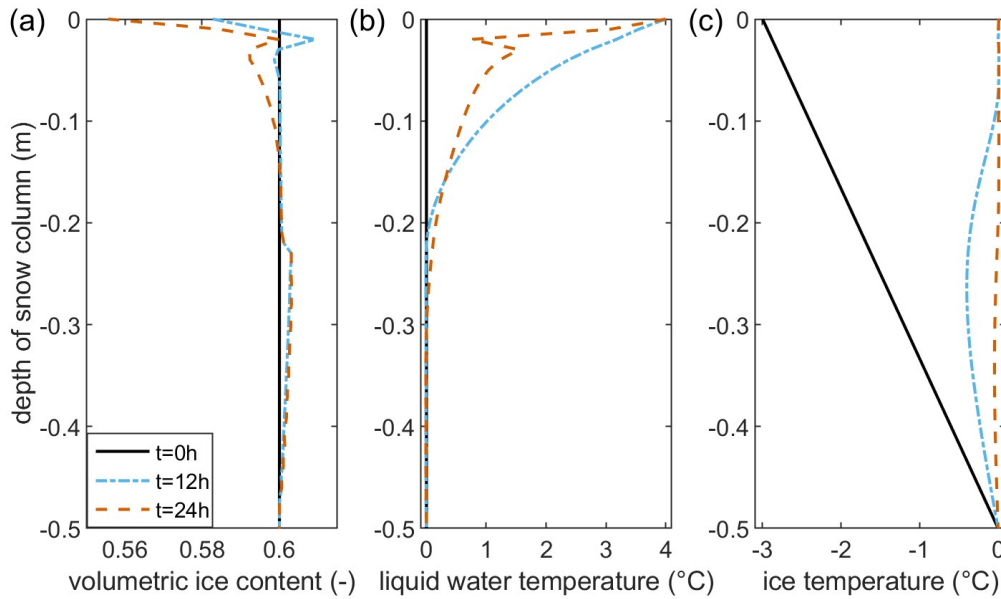 (a)
(b)
(c)
depth of snow column (m)
0
-0.1
-0.2
-0.3
-0.4
-0.5
t=0h
t=12h
t=24h
0.56 0.58 0.6
volumetric ice content (-)
0
-0.1
-0.2
-0.3
-0.4
-0.5
0 1 2 3 4
liquid water temperature (°C)
0
-0.1
-0.2
-0.3
-0.4
-0.5
-3 -2 -1 0
ice temperature (°C)